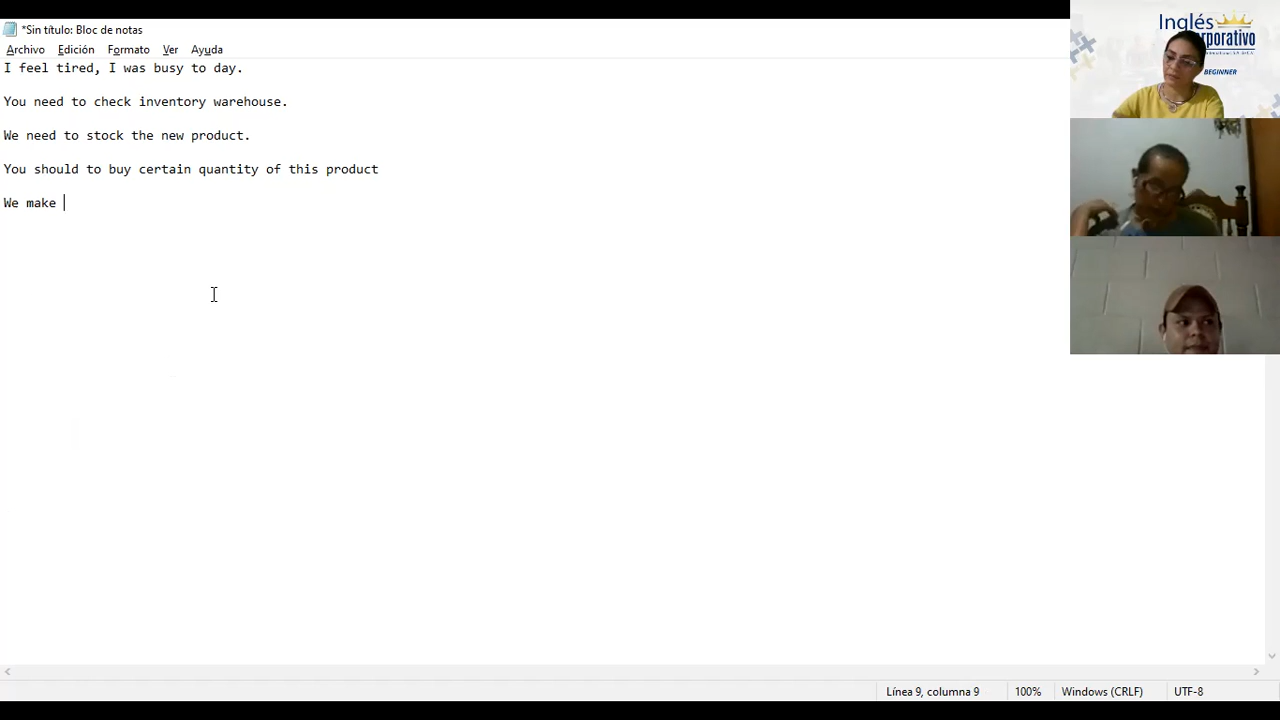 *Sin título: Bloc de notas
Archivo Edición Formato Ver Ayuda
I feel tired, I was busy to day.
You need to check inventory warehouse.
We need to stock the new product.
You should to buy certain quantity of this product
We make
Línea 9, columna 9 100% Windows (CRLF) UTF-8
Inglés
BEGINNER